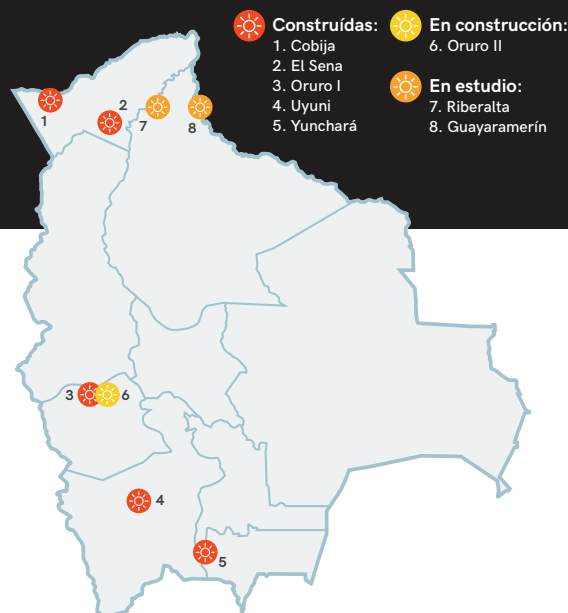 Construídas:
1. Cobija
2. El Sena
3. Oruro I
4. Uyuni
5. Yunchará
En construcción:
6. Oruro II
En estudio:
7. Riberalta
8. Guayaramerín
1
2
7
8
3
6
4
5